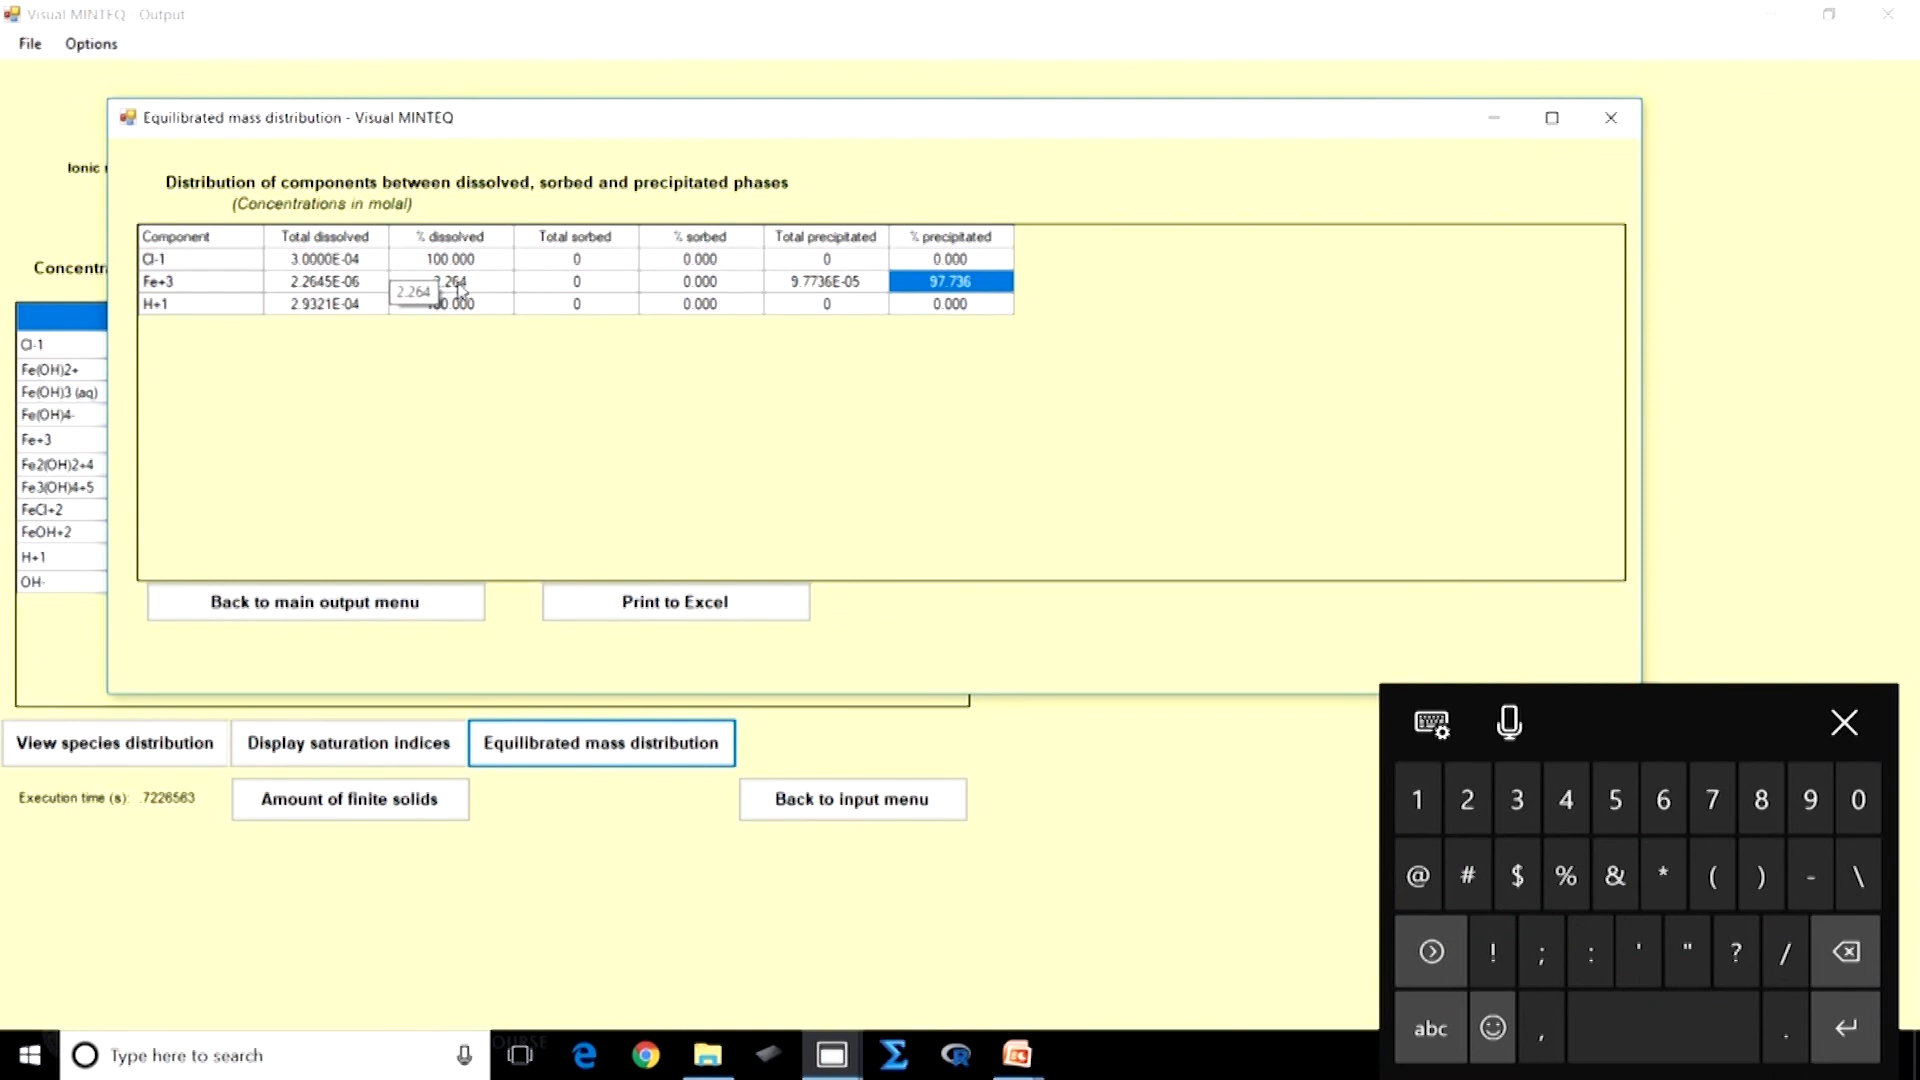 Visual MINTEQ - Output
File Options
Equilibrated mass distribution - Visual MINTEQ
Ionic
Distribution of components between dissolved, sorbed and precipitated phases
(Concentrations in molal)
Component Total dissolved % dissolved Total sorbed % sorbed Total precipitated % precipitated
Cl-1 3.0000E-04 100.000 0 0.000 0 0.000
Fe+3 2.2645E-06 2.264 0 0.000 9.7736E-05 97.736
2.264
H+1 2.9321E-04 100.000 0 0.000 0 0.000
Concentr
Cl-1
Fe(OH)2+
Fe(OH)3 (aq)
Fe(OH)4-
Fe+3
Fe2(OH)2+4
Fe3(OH)4+5
FeCl+2
FeOH+2
H+1
OH-
Back to main output menu Print to Excel
View species distribution Display saturation indices Equilibrated mass distribution
Execution time (s): .7226563 Amount of finite solids Back to input menu
1 2 3 4 5 6 7 8 9 0
@ # $ % & * ( ) - \
! ; : ' " ? /
abc , .
Type here to search